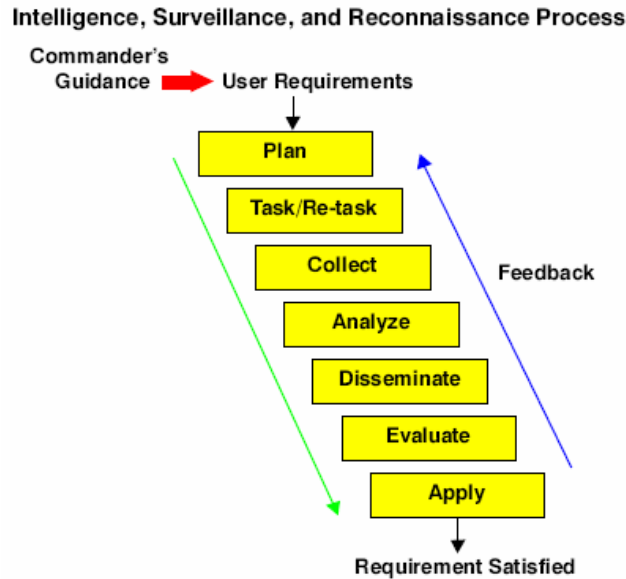 Intelligence, Surveillance, and Reconnaissance Process
Commander's
Guidance
User Requirements
Plan
Task/Re-task
Collect
Feedback
Analyze
Disseminate
Evaluate
Apply
Requirement Satisfied